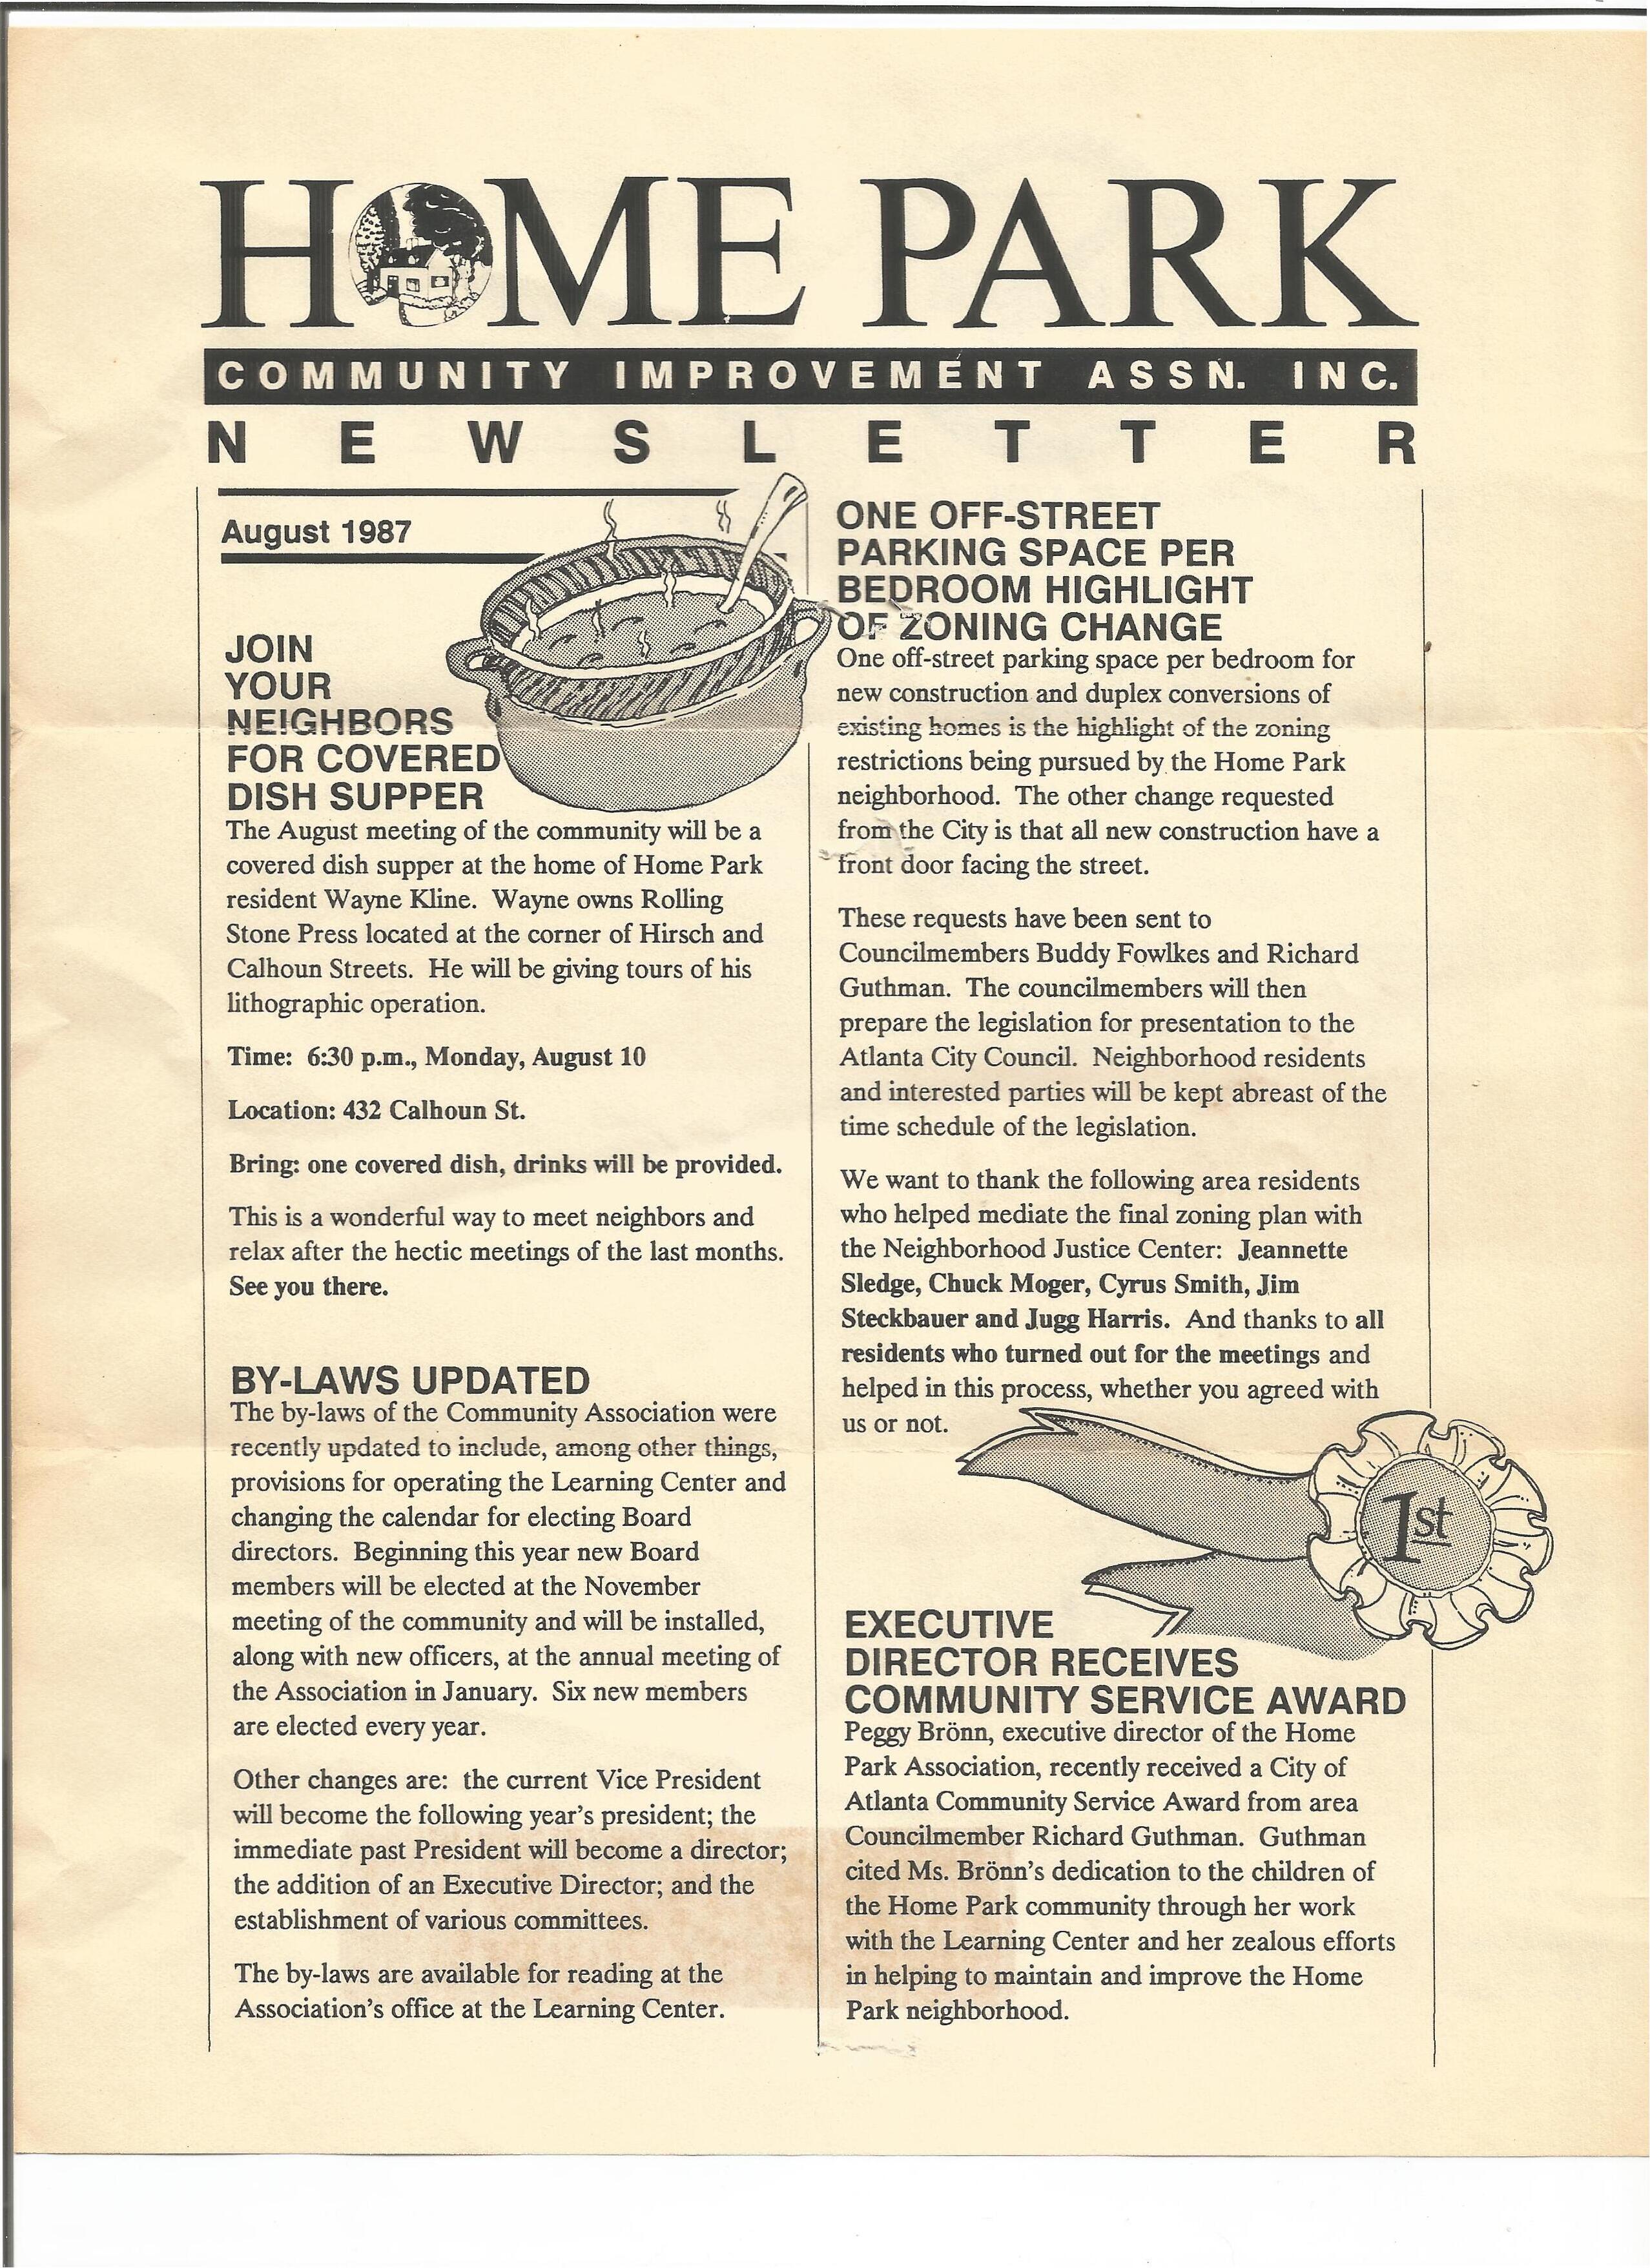 HOME PARK
COMMUNITY IMPROVEMENT ASSN. INC.
NEWSLETTER
August 1987
JOIN
YOUR
NEIGHBORS
FOR COVERED
DISH SUPPER
The August meeting of the community will be a
covered dish supper at the home of Home Park
resident Wayne Kline.  Wayne owns Rolling
Stone Press located at the corner of Hirsch and
Calhoun Streets.  He will be giving tours of his
lithographic operation.
Time:  6:30 p.m., Monday, August 10
Location: 432 Calhoun St.
Bring: one covered dish, drinks will be provided.
This is a wonderful way to meet neighbors and
relax after the hectic meetings of the last months.
See you there.
BY-LAWS UPDATED
The by-laws of the Community Association were
recently updated to include, among other things,
provisions for operating the Learning Center and
changing the calendar for electing Board
directors.  Beginning this year new Board
members will be elected at the November
meeting of the community and will be installed,
along with new officers, at the annual meeting of
the Association in January.  Six new members
are elected every year.
Other changes are:  the current Vice President
will become the following year's president; the
immediate past President will become a director;
the addition of an Executive Director; and the
establishment of various committees.
The by-laws are available for reading at the
Association's office at the Learning Center.
ONE OFF-STREET
PARKING SPACE PER
BEDROOM HIGHLIGHT
OF ZONING CHANGE
One off-street parking space per bedroom for
new construction and duplex conversions of
existing homes is the highlight of the zoning
restrictions being pursued by the Home Park
neighborhood.  The other change requested
from the City is that all new construction have a
front door facing the street.
These requests have been sent to
Councilmembers Buddy Fowlkes and Richard
Guthman.  The councilmembers will then
prepare the legislation for presentation to the
Atlanta City Council.  Neighborhood residents
and interested parties will be kept abreast of the
time schedule of the legislation.
We want to thank the following area residents
who helped mediate the final zoning plan with
the Neighborhood Justice Center:  Jeannette
Sledge, Chuck Moger, Cyrus Smith, Jim
Steckbauer and Jugg Harris.  And thanks to all
residents who turned out for the meetings and
helped in this process, whether you agreed with
us or not.
1st
EXECUTIVE
DIRECTOR RECEIVES
COMMUNITY SERVICE AWARD
Peggy Brönn, executive director of the Home
Park Association, recently received a City of
Atlanta Community Service Award from area
Councilmember Richard Guthman.  Guthman
cited Ms. Brönn's dedication to the children of
the Home Park community through her work
with the Learning Center and her zealous efforts
in helping to maintain and improve the Home
Park neighborhood.